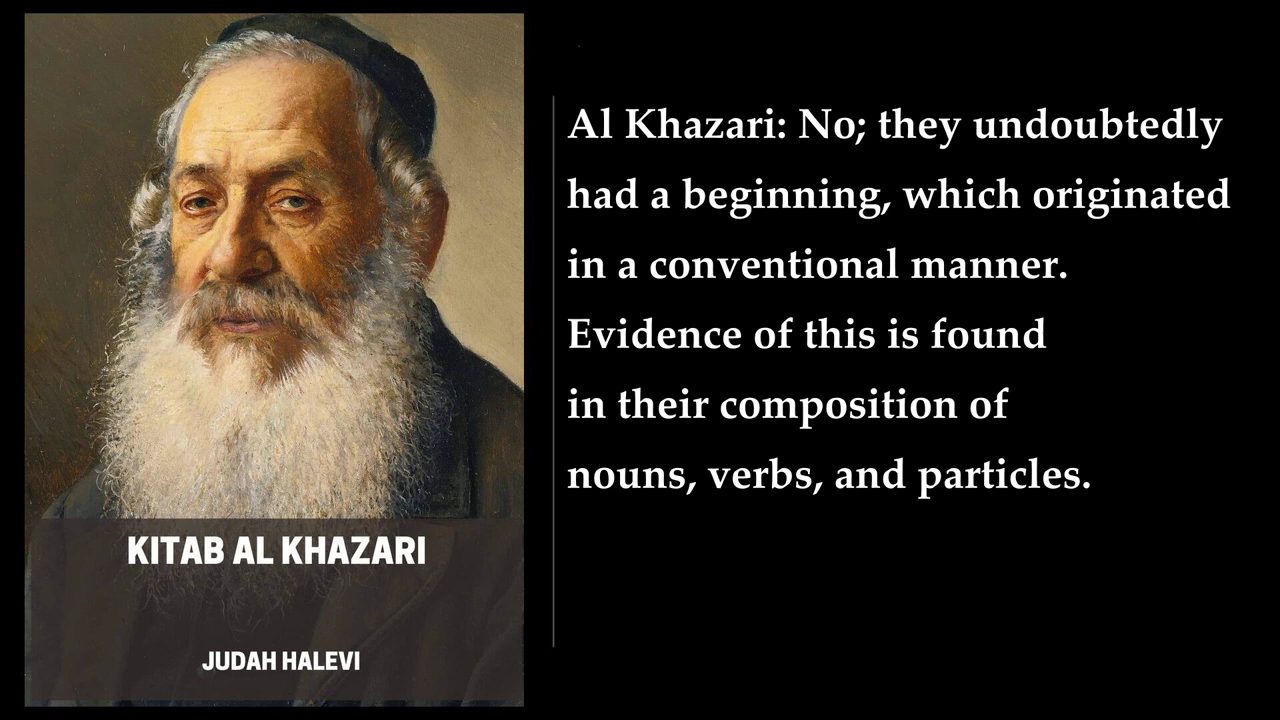 KITAB AL KHAZARI
JUDAH HALEVI
Al Khazari: No; they undoubtedly
had a beginning, which originated
in a conventional manner.
Evidence of this is found
in their composition of
nouns, verbs, and particles.